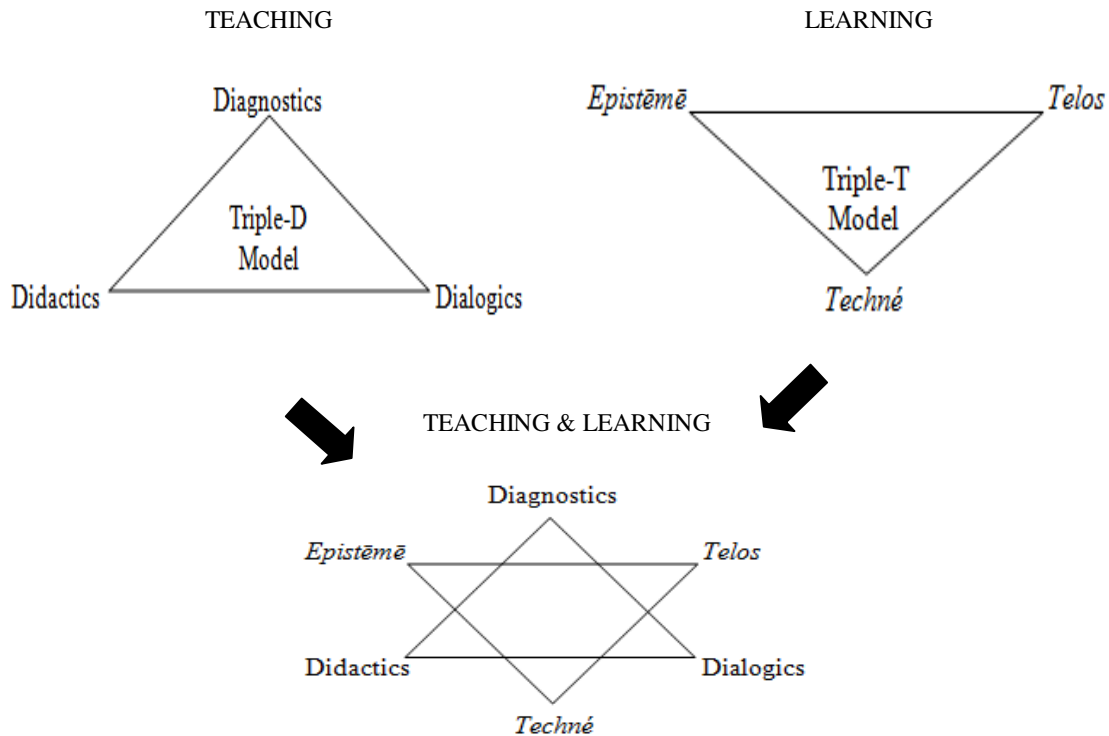 TEACHING
LEARNING
Diagnostics
Epistēmē
Telos
Triple-D
Model
Triple-T
Model
Didactics
Dialogics
Techné
TEACHING & LEARNING
Diagnostics
Epistēmē
Telos
Didactics
Dialogics
Techné